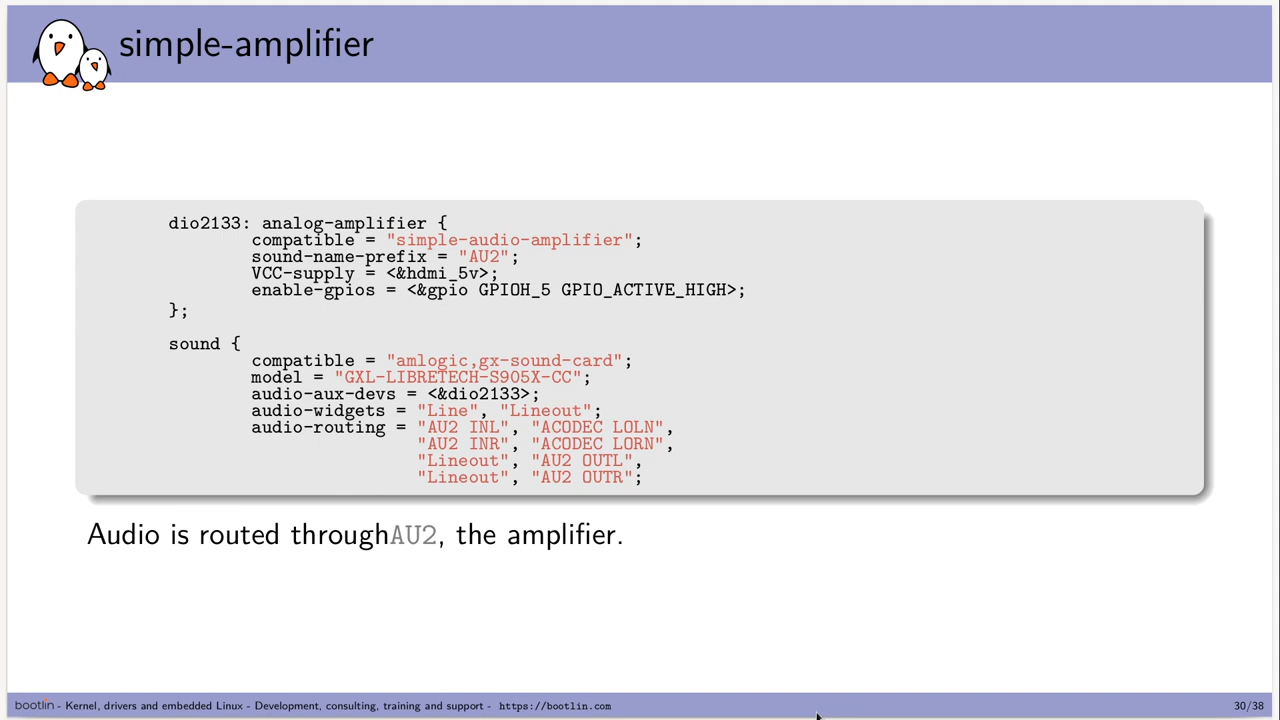 simple-amplifier
dio2133: analog-amplifier {
compatible = "simple-audio-amplifier";
sound-name-prefix = "AU2";
VCC-supply = <&hdmi_5v>;
enable-gpios = <&gpio GPIOH_5 GPIO_ACTIVE_HIGH>;
};
sound {
compatible = "amlogic,gx-sound-card";
model = "GXL-LIBRETECH-S905X-CC";
audio-aux-devs = <&dio2133>;
audio-widgets = "Line", "Lineout";
audio-routing = "AU2 INL", "ACODEC LOLN",
"AU2 INR", "ACODEC LORN",
"Lineout", "AU2 OUTL",
"Lineout", "AU2 OUTR";
Audio is routed throughAU2, the amplifier.
bootlin - Kernel, drivers and embedded Linux - Development, consulting, training and support - https://bootlin.com
30/38